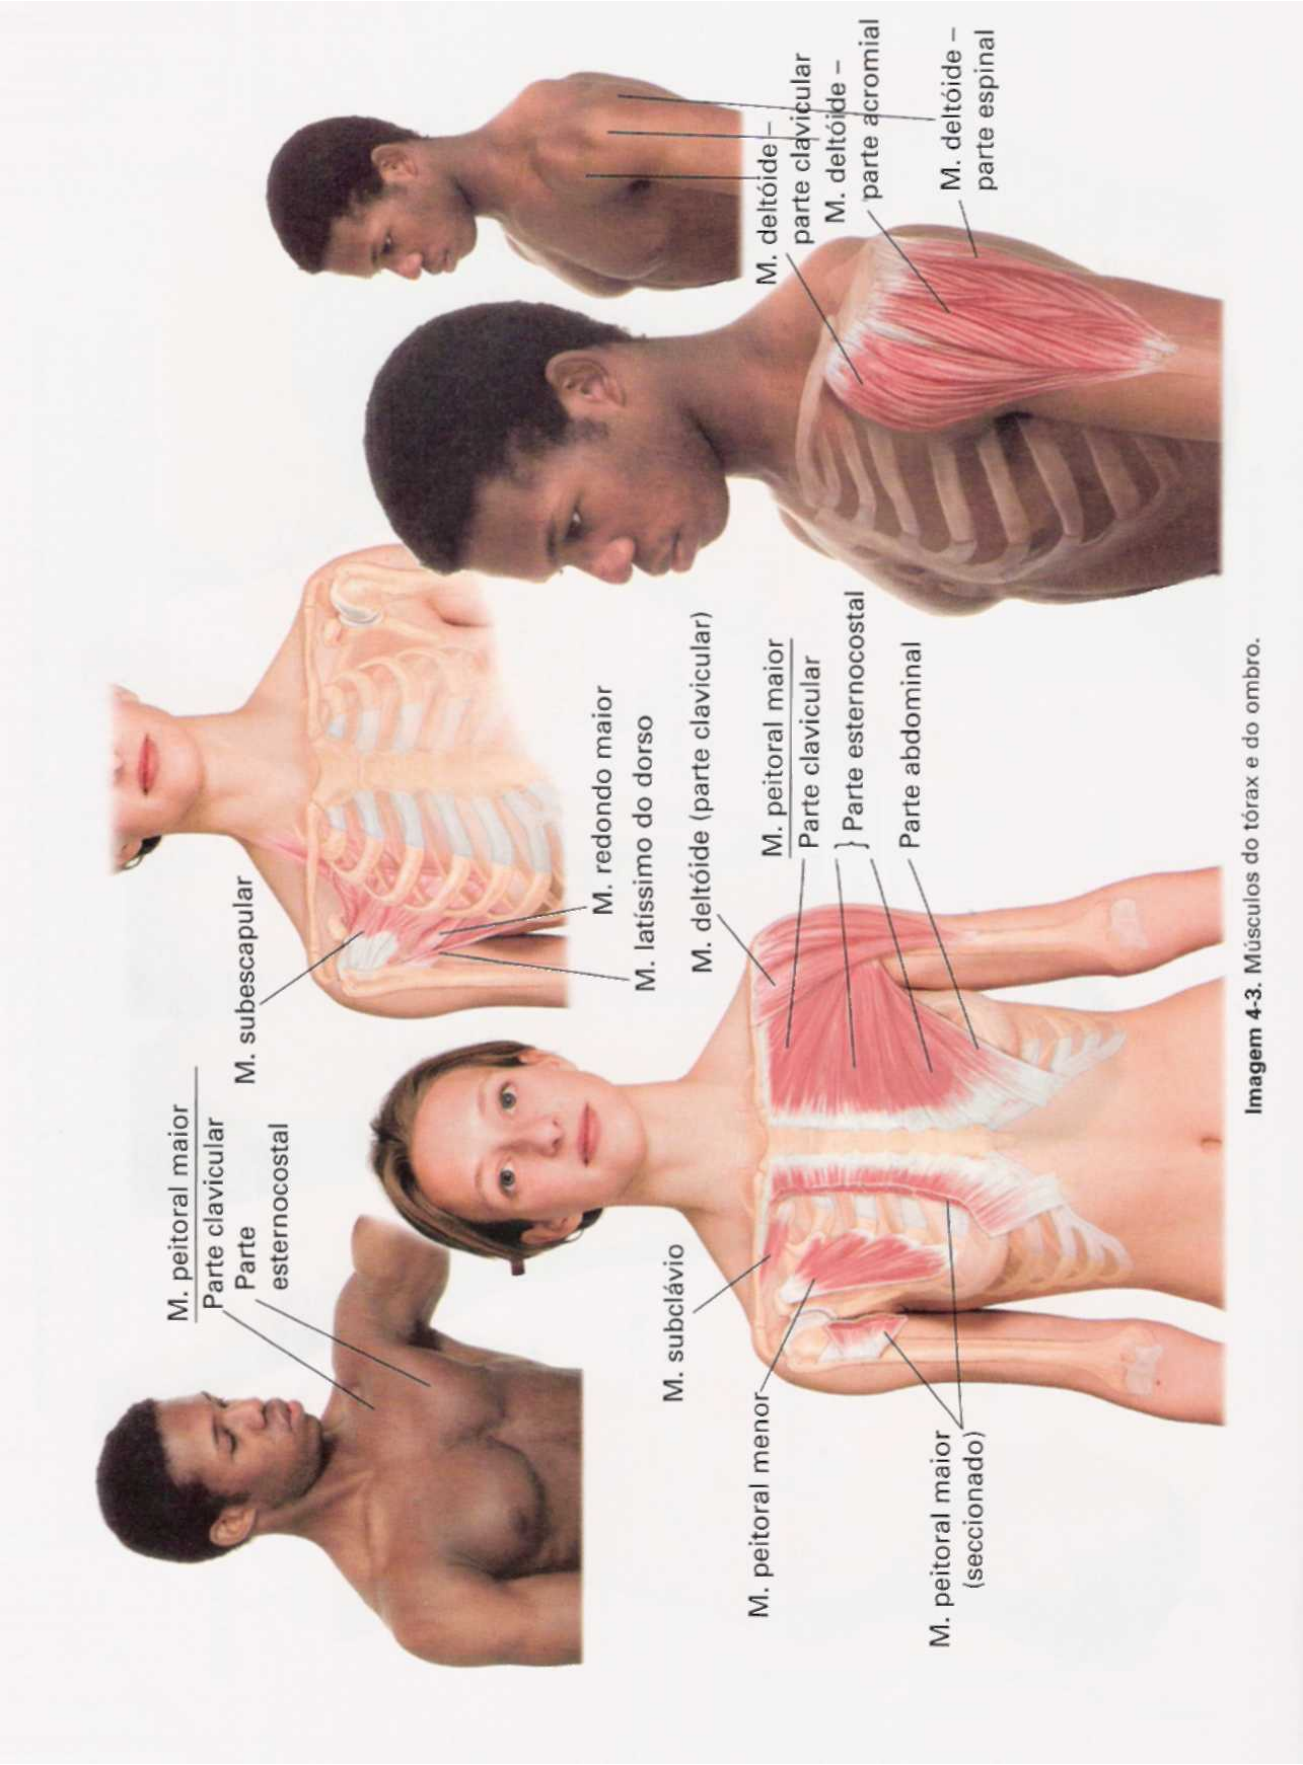 M. peitoral maior
Parte clavicular
Parte
esternocostal
M. subescapular
M. redondo maior
M. latíssimo do dorso
M. deltóide –
parte clavicular
M. deltóide –
parte acromial
M. deltóide –
parte espinal
M. subclávio
M. peitoral menor
M. peitoral maior
(seccionado)
M. deltóide (parte clavicular)
M. peitoral maior
Parte clavicular
} Parte esternocostal
Parte abdominal
Imagem 4-3. Músculos do tórax e do ombro.